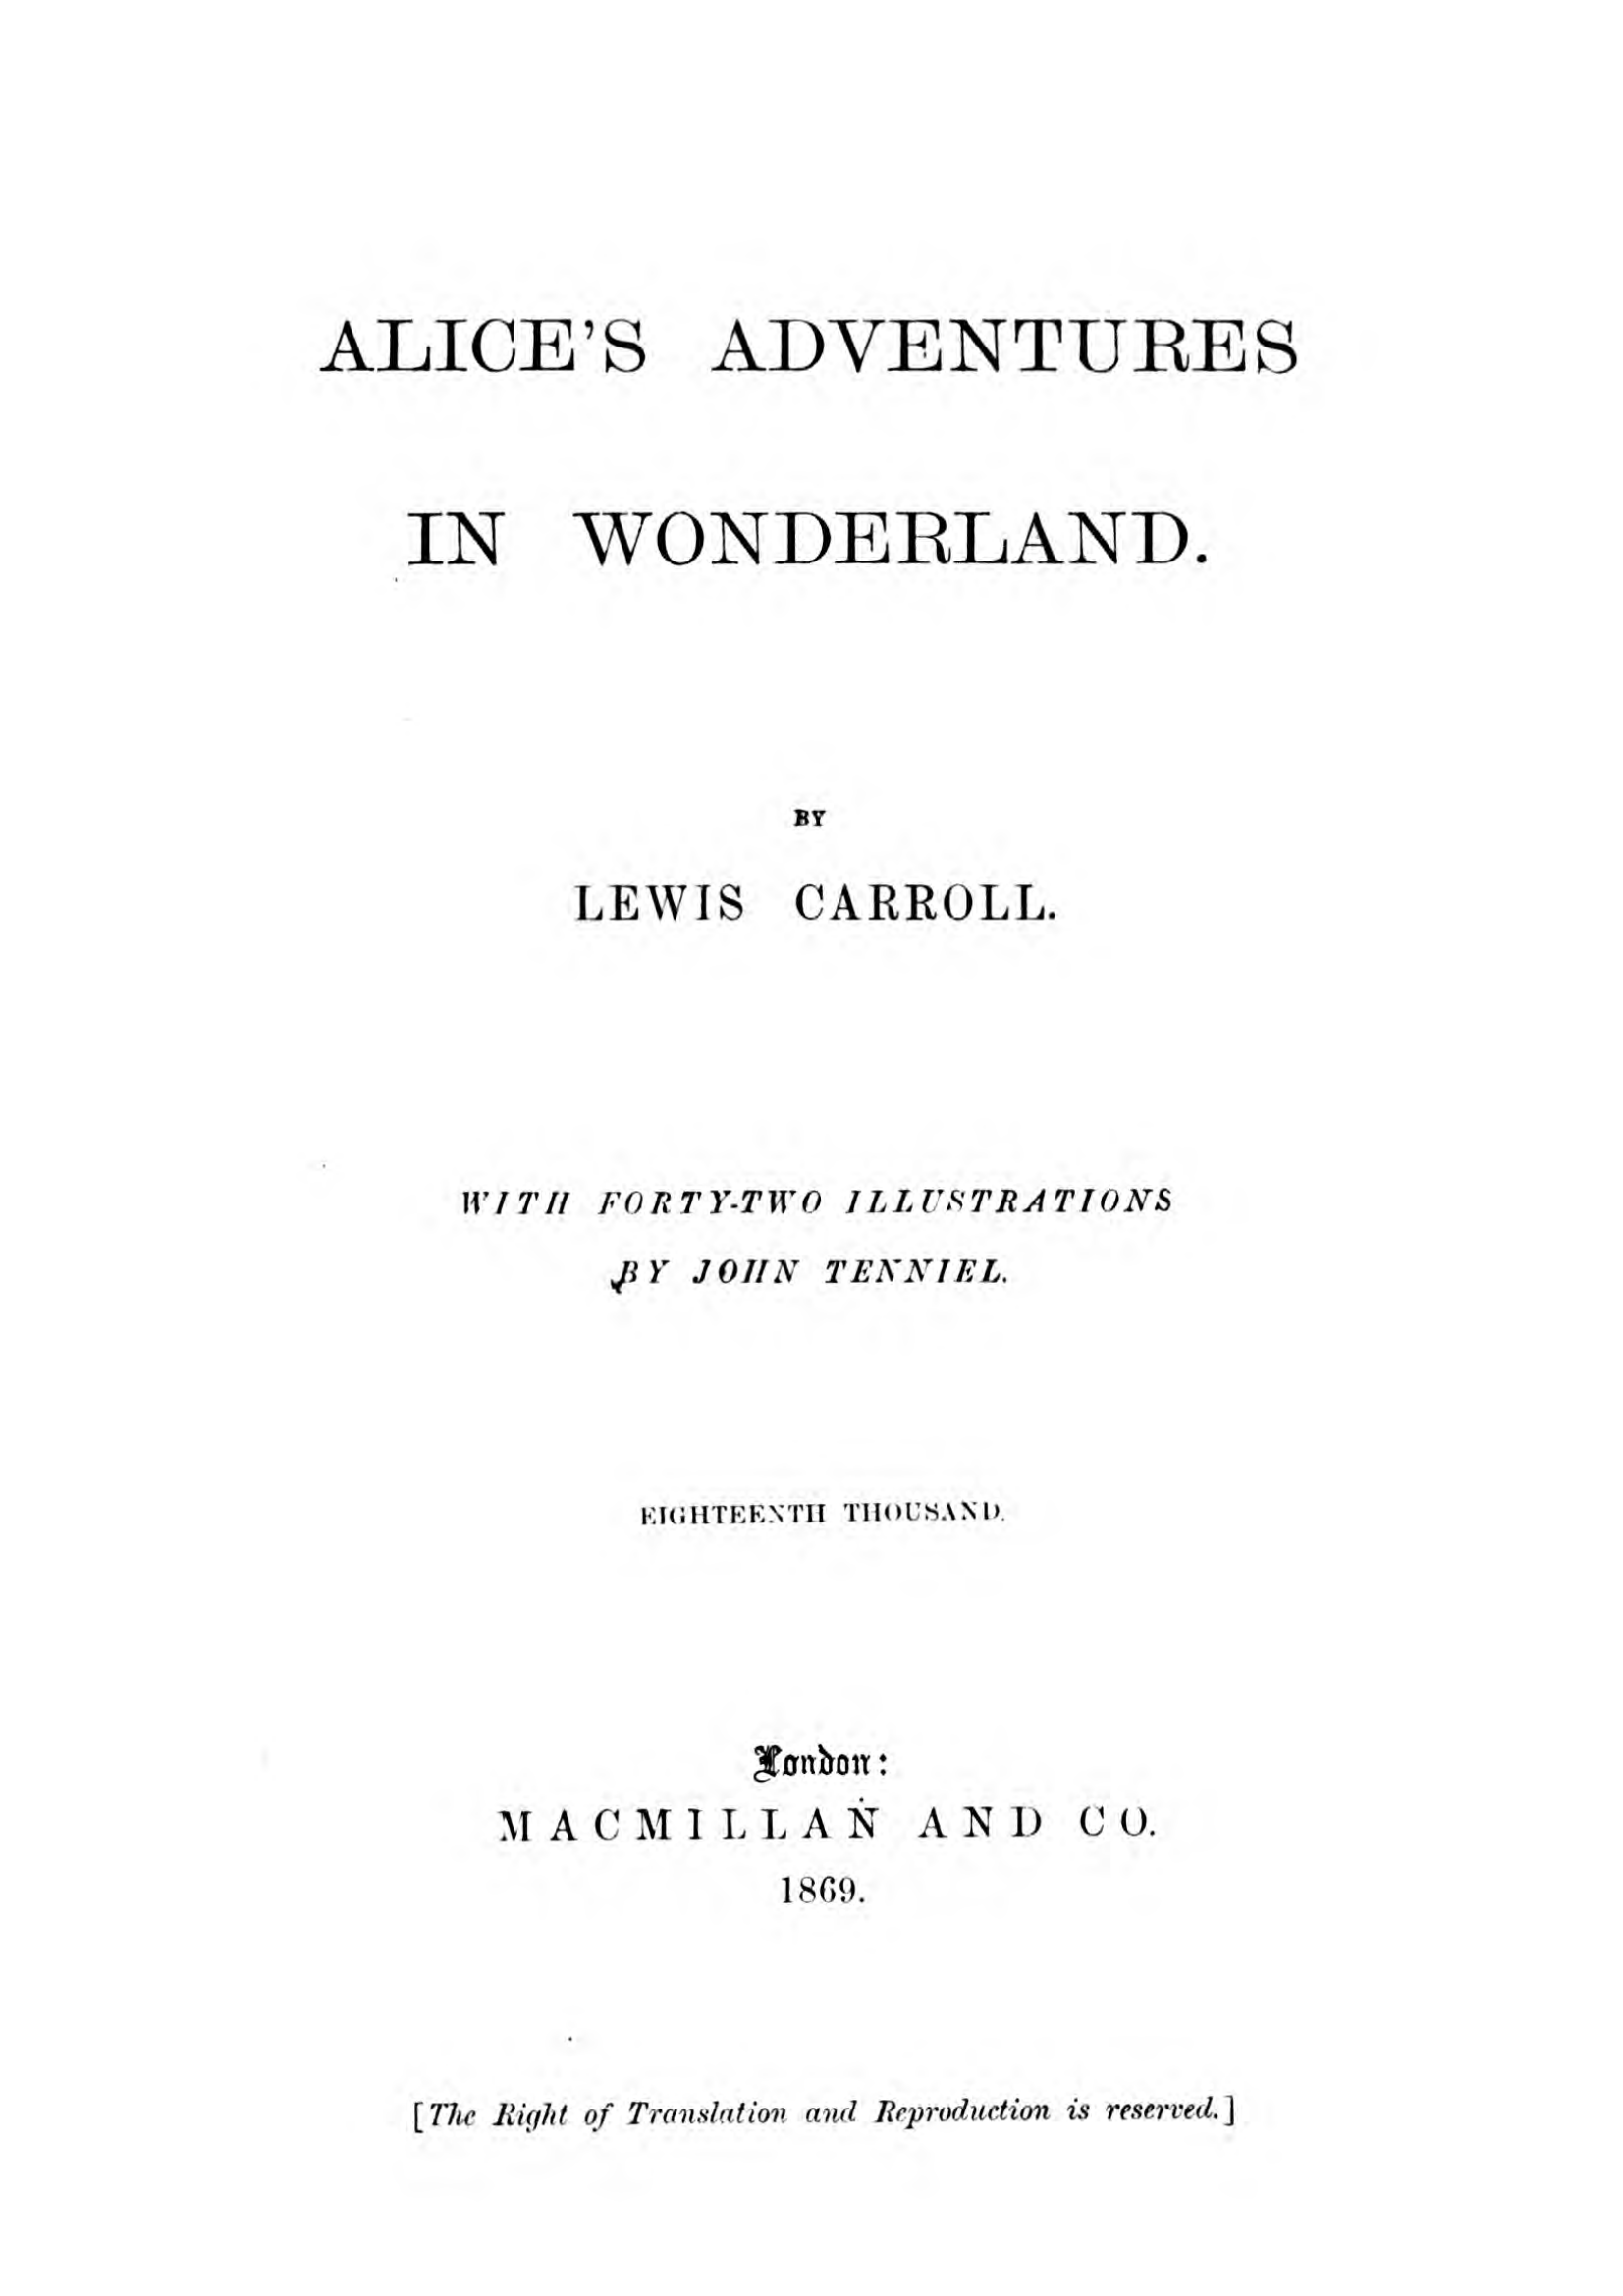 ALICE'S ADVENTURES
IN WONDERLAND.
BY
LEWIS CARROLL.
WITH FORTY-TWO ILLUSTRATIONS
BY JOHN TENNIEL.
EIGHTEENTH THOUSAND.
London:
MACMILLAN AND CO.
1869.
[The Right of Translation and Reproduction is reserved.]